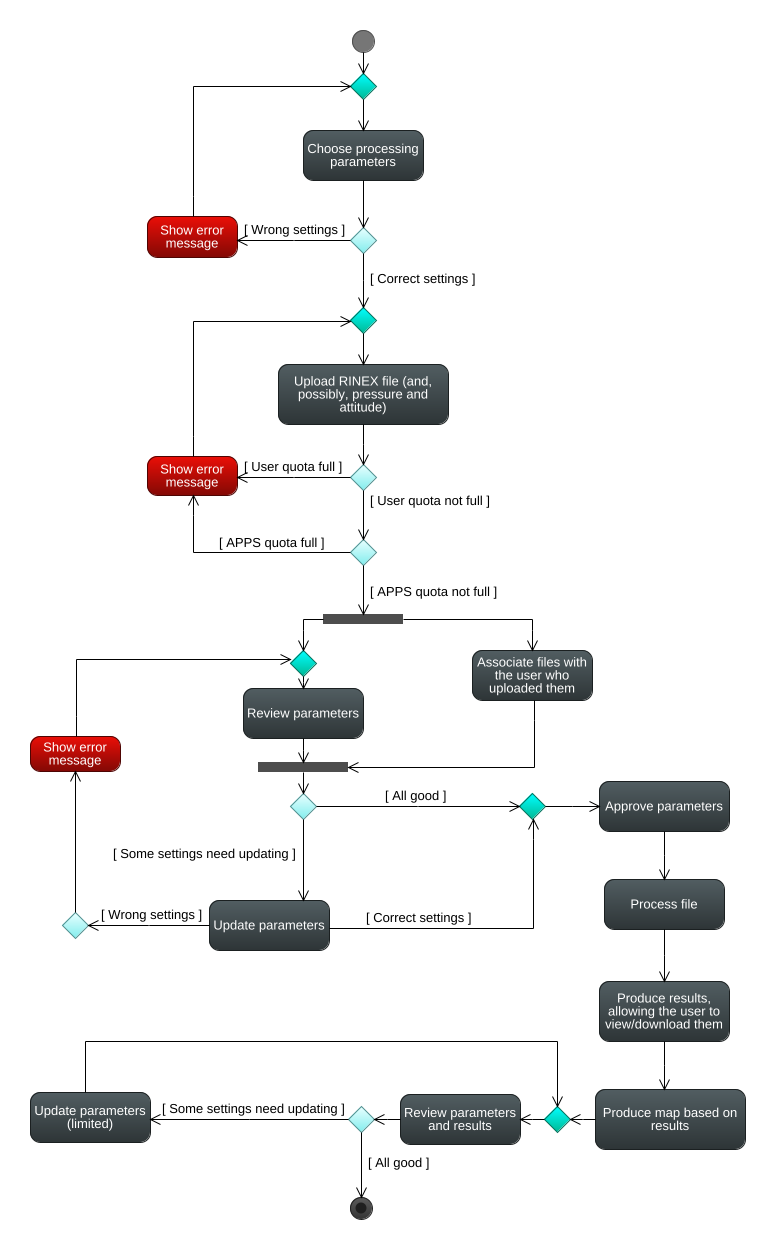 Choose processing
parameters
Show error
message
[ Wrong settings ]
[ Correct settings ]
Upload RINEX file (and,
possibly, pressure and
attitude)
Show error
message
[ User quota full ]
[ User quota not full ]
[ APPS quota full ]
[ APPS quota not full ]
Associate files with
the user who
uploaded them
Review parameters
Show error
message
[ All good ]
Approve parameters
[ Some settings need updating ]
[ Wrong settings ]
Update parameters
[ Correct settings ]
Process file
Produce results,
allowing the user to
view/download them
Update parameters
(limited)
[ Some settings need updating ]
Review parameters
and results
Produce map based on
results
[ All good ]